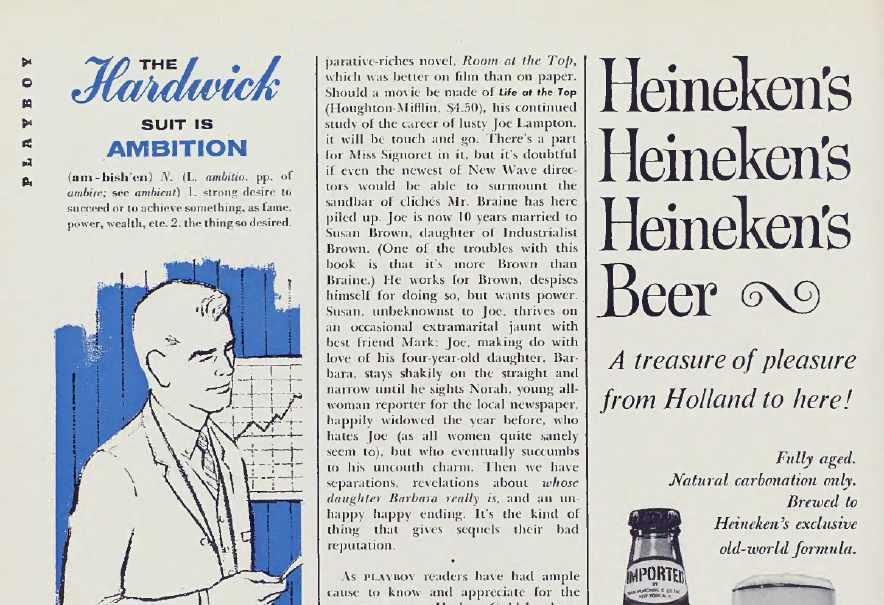 PLAYBOY
THE
Hardwick
SUIT IS
AMBITION
(am-bish'en) N. (L. ambitio. pp. of
ambire; see ambient) 1. strong desire to
succeed or to achieve something, as fame,
power, wealth, etc. 2. the thing so desired.
parative-riches novel, Room at the Top,
which was better on film than on paper.
Should a movie be made of Life at the Top
(Houghton-Mifflin, $4.50), his continued
study of the career of lusty Joe Lampton,
it will be touch and go. There's a part
for Miss Signoret in it, but it's doubtful
if even the newest of New Wave direc-
tors would be able to surmount the
sandbar of clichés Mr. Braine has here
piled up. Joe is now 10 years married to
Susan Brown, daughter of Industrialist
Brown. (One of the troubles with this
book is that it's more Brown than
Braine.) He works for Brown, despises
himself for doing so, but wants power.
Susan, unbeknownst to Joe, thrives on
an occasional extramarital jaunt with
best friend Mark; Joe, making do with
love of his four-year-old daughter, Bar-
bara, stays shakily on the straight and
narrow until he sights Norah, young all-
woman reporter for the local newspaper,
happily widowed the year before, who
hates Joe (as all women quite sanely
seem to), but who eventually succumbs
to his uncouth charm. Then we have
separations, revelations about whose
daughter Barbara really is, and an un-
happy happy ending. It's the kind of
thing that gives sequels their bad
reputation.
As PLAYBOY readers have had ample
cause to know and appreciate for the
Heineken's
Heineken's
Heineken's
Beer
A treasure of pleasure
from Holland to here!
Fully aged.
Natural carbonation only.
Brewed to
Heineken's exclusive
old-world formula.
IMPORTED
BY